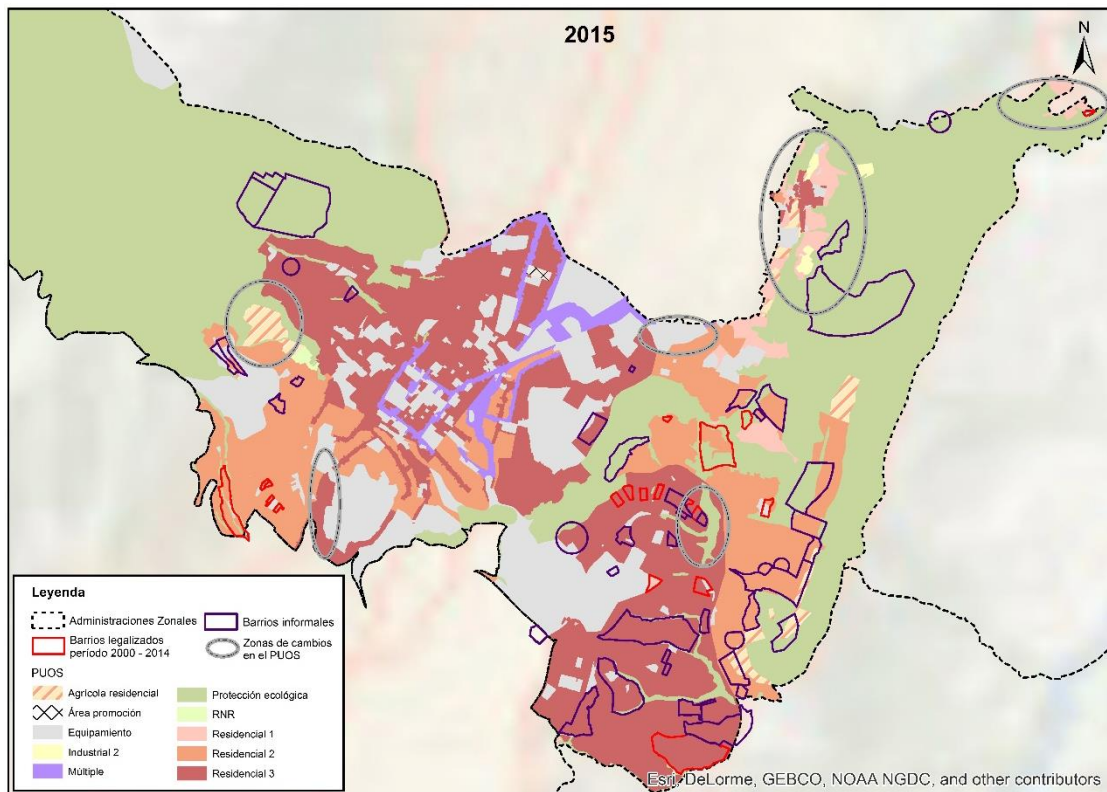 2015
N
Leyenda
Administraciones Zonales
Barrios informales
Barrios legalizados
período 2000 - 2014
Zonas de cambios
en el PUOS
PUOS
Agrícola residencial
Área promoción
Equipamiento
Industrial 2
Múltiple
Protección ecológica
RNR
Residencial 1
Residencial 2
Residencial 3
Esri, DeLorme, GEBCO, NOAA NGDC, and other contributors